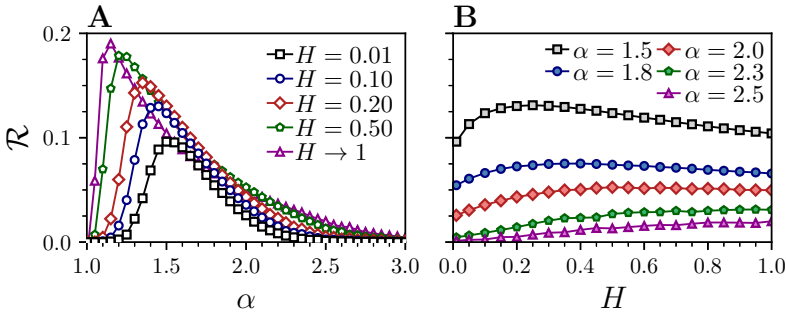 A
B
0.2
0.1
0.0
ℛ
H = 0.01
H = 0.10
H = 0.20
H = 0.50
H → 1
1.0 1.5 2.0 2.5 3.0
α
α = 1.5 α = 2.0
α = 1.8 α = 2.3
α = 2.5
0.0 0.2 0.4 0.6 0.8 1.0
H